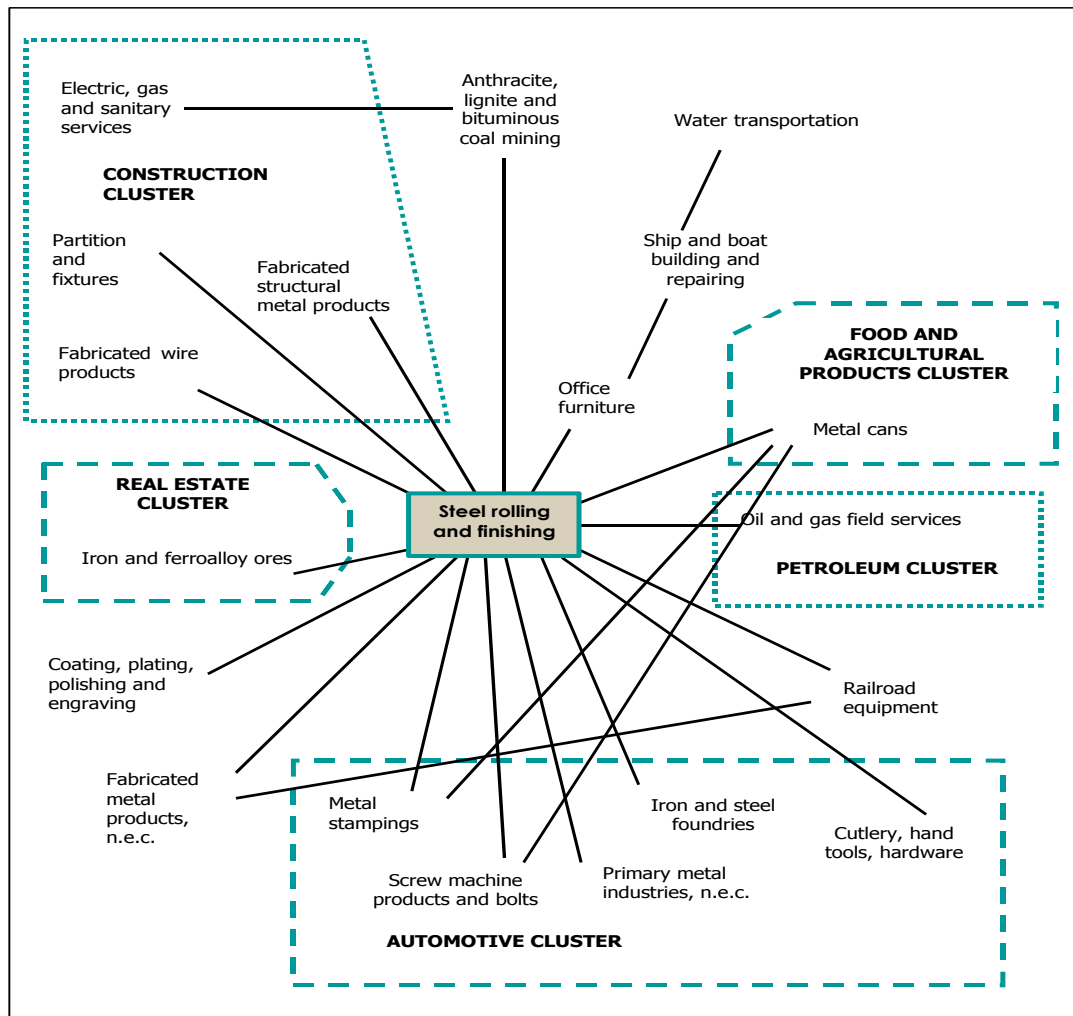 Electric, gas
and sanitary
services
Anthracite,
lignite and
bituminous
coal mining
Water transportation
CONSTRUCTION
CLUSTER
Partition
and
fixtures
Fabricated
structural
metal products
Ship and boat
building and
repairing
Fabricated wire
products
Office
furniture
FOOD AND
AGRICULTURAL
PRODUCTS CLUSTER
Metal cans
REAL ESTATE
CLUSTER
Iron and ferroalloy ores
Steel rolling
and finishing
Oil and gas field services
PETROLEUM CLUSTER
Coating, plating,
polishing and
engraving
Railroad
equipment
Fabricated
metal
products,
n.e.c.
Metal
stampings
Iron and steel
foundries
Cutlery, hand
tools, hardware
Screw machine
products and bolts
Primary metal
industries, n.e.c.
AUTOMOTIVE CLUSTER